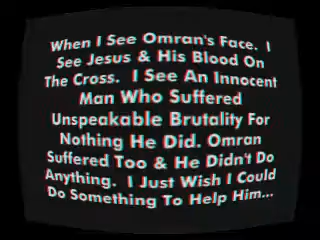 When I See Omran's Face.  I
See Jesus & His Blood On
The Cross.  I See An Innocent
Man Who Suffered
Unspeakable Brutality For
Nothing He Did. Omran
Suffered Too & He Didn't Do
Anything.  I Just Wish I Could
Do Something To Help Him...